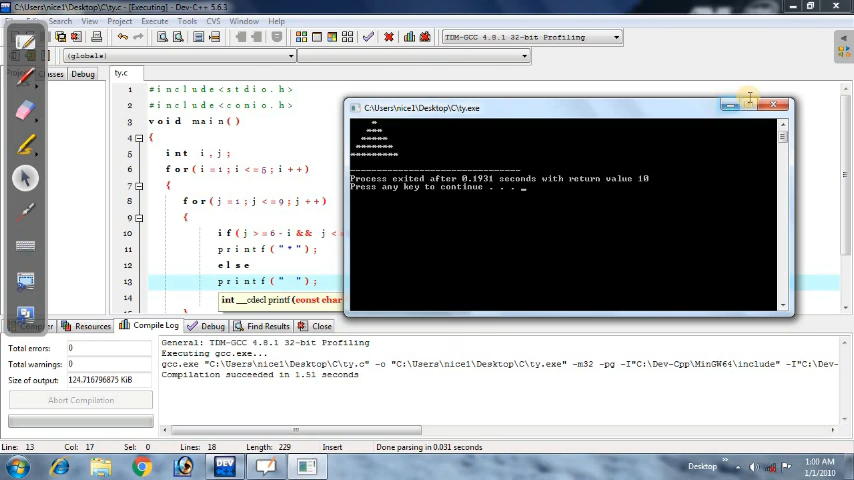 C:\Users\nice1\Desktop\C\ty.c - [Executing] - Dev-C++ 5.6.3
Edit Search View Project Execute Tools CVS Window Help
TDM-GCC 4.8.1 32-bit Profiling
(globals)
Classes Debug
ty.c
1 #include<stdio.h>
2 #include<conio.h>
3 void main()
4 {
5 int i,j;
6 for(i=1;i<=5;i++)
7 {
8 for(j=1;j<=9;j++)
9 {
10 if(j>=6-i&& j<
11 printf("*");
12 else
13 printf(" ");
int __cdecl printf (const char
14 }
C:\Users\nice1\Desktop\C\ty.exe
*
***
*****
*******
*********
--------------------------------
Process exited after 0.1931 seconds with return value 10
Press any key to continue . . . _
Resources Compile Log Debug Find Results Close
Total errors: 0
Total warnings: 0
Size of output: 124.716796875 KiB
Abort Compilation
General: TDM-GCC 4.8.1 32-bit Profiling
Executing gcc.exe...
gcc.exe "C:\Users\nice1\Desktop\C\ty.c" -o "C:\Users\nice1\Desktop\C\ty.exe" -m32 -pg -I"C:\Dev-Cpp\MinGW64\include" -I"C:\Dev-
Compilation succeeded in 1.51 seconds
Line: 13 Col: 17 Sel: 0 Lines: 18 Length: 229 Insert Done parsing in 0.031 seconds
Desktop
1:00 AM
1/1/2010